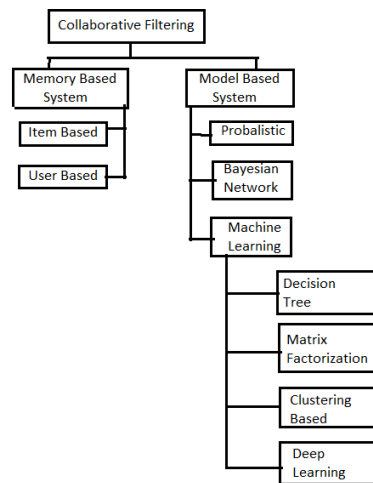 Collaborative Filtering
Memory Based
System
Model Based
System
Item Based
Probalistic
User Based
Bayesian
Network
Machine
Learning
Decision
Tree
Matrix
Factorization
Clustering
Based
Deep
Learning